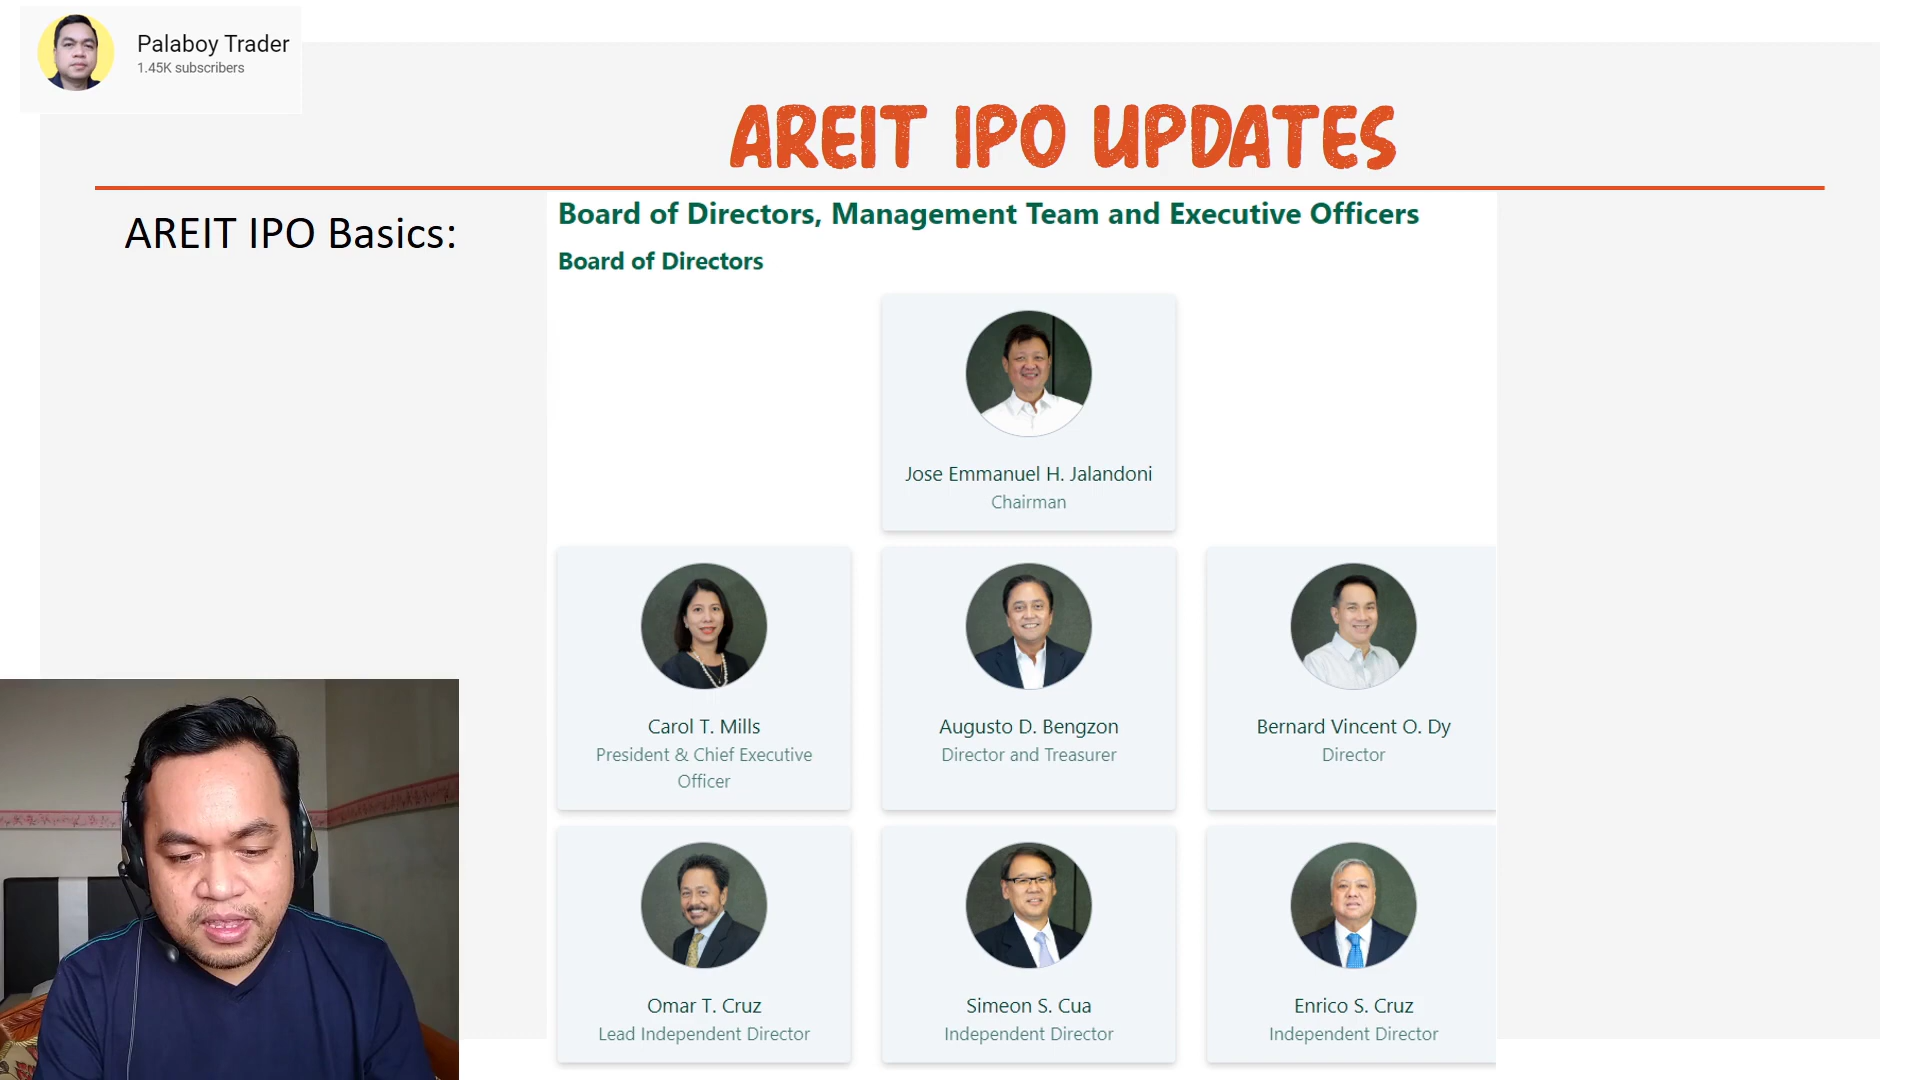 Palaboy Trader
1.45K subscribers
AREIT IPO UPDATES
AREIT IPO Basics:
Board of Directors, Management Team and Executive Officers
Board of Directors
Jose Emmanuel H. Jalandoni
Chairman
Carol T. Mills
President & Chief Executive
Officer
Augusto D. Bengzon
Director and Treasurer
Bernard Vincent O. Dy
Director
Omar T. Cruz
Lead Independent Director
Simeon S. Cua
Independent Director
Enrico S. Cruz
Independent Director